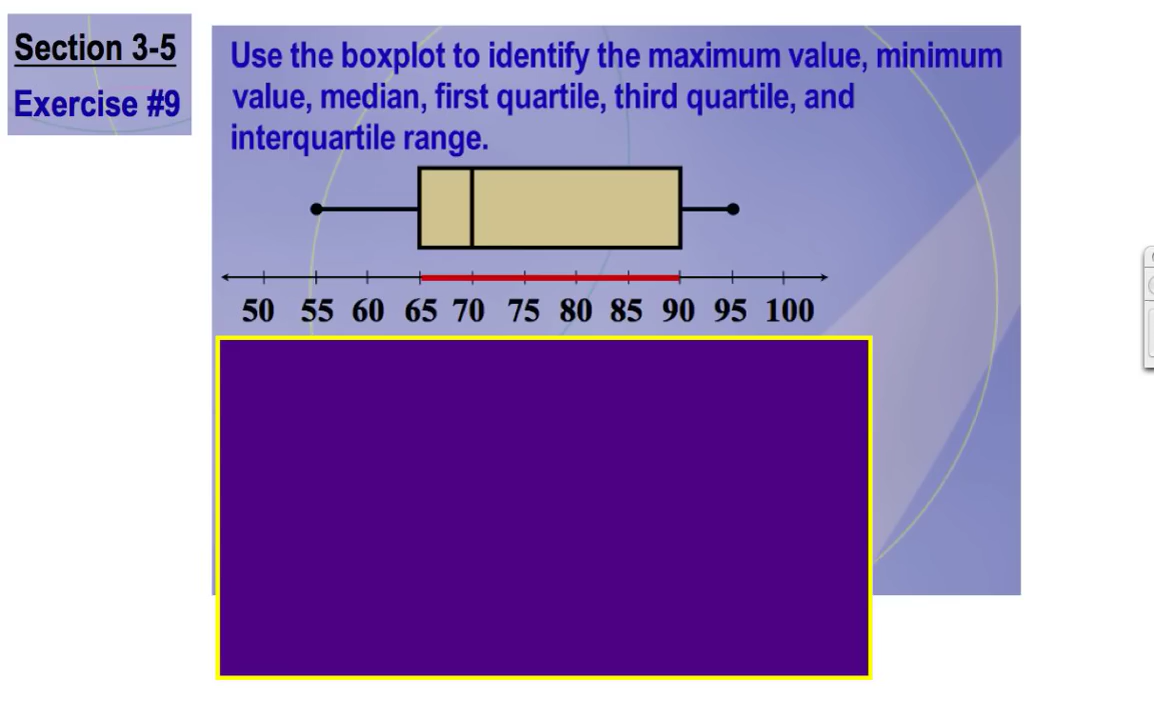 Section 3-5
Exercise #9
Use the boxplot to identify the maximum value, minimum
value, median, first quartile, third quartile, and
interquartile range.
50 55 60 65 70 75 80 85 90 95 100